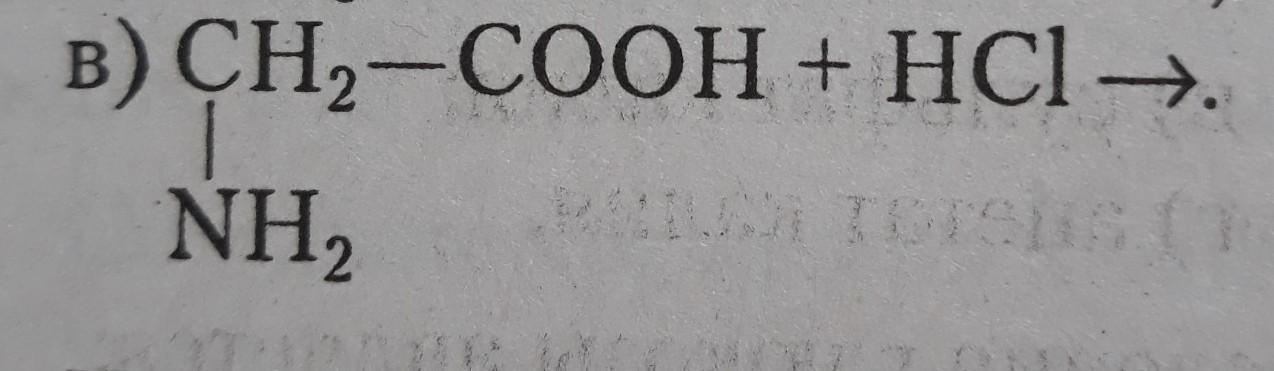 в) CH₂—COOH + HCl →.
|
NH₂